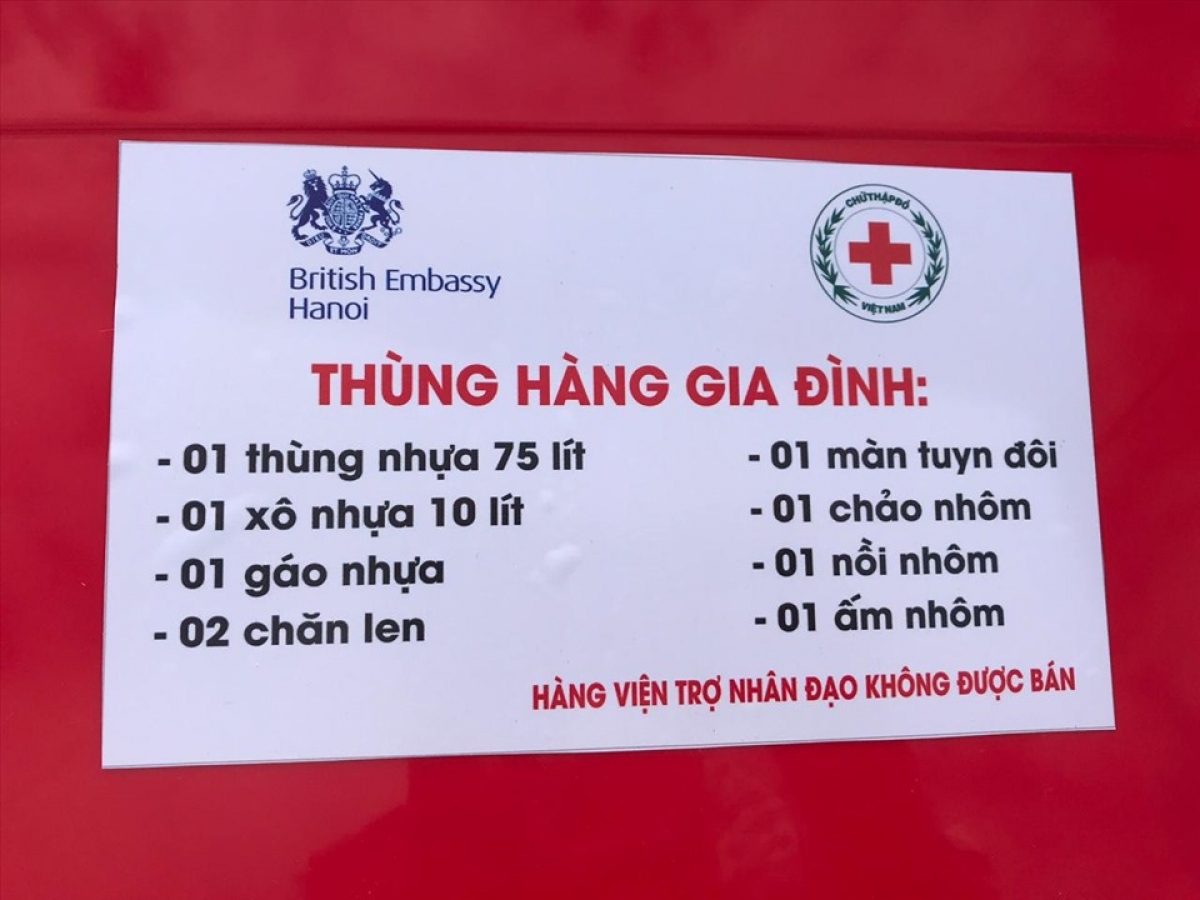 British Embassy
Hanoi
CHỮ THẬP ĐỎ
VIỆT NAM
THÙNG HÀNG GIA ĐÌNH:
- 01 thùng nhựa 75 lít
- 01 xô nhựa 10 lít
- 01 gáo nhựa
- 02 chăn len
- 01 màn tuyn đôi
- 01 chảo nhôm
- 01 nồi nhôm
- 01 ấm nhôm
HÀNG VIỆN TRỢ NHÂN ĐẠO KHÔNG ĐƯỢC BÁN